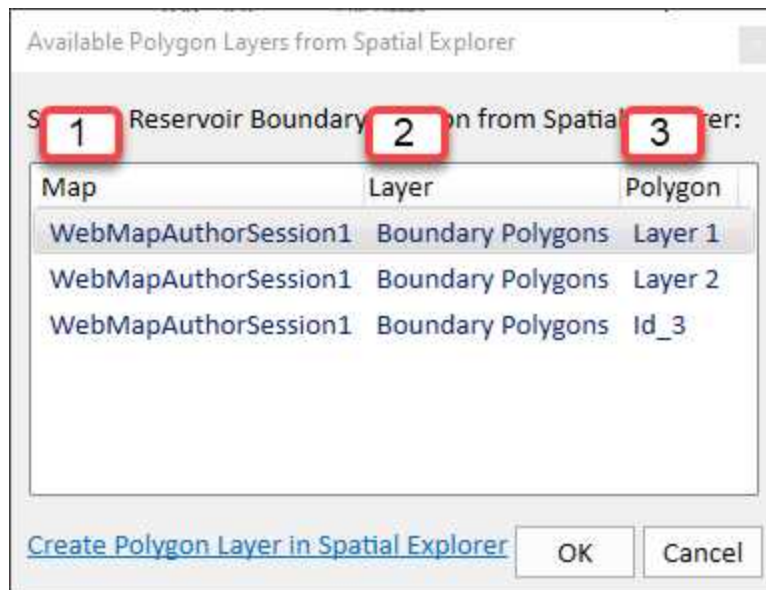 Available Polygon Layers from Spatial Explorer
Reservoir Boundary from Spatial
1 2 3
Map Layer Polygon
WebMapAuthorSession1 Boundary Polygons Layer 1
WebMapAuthorSession1 Boundary Polygons Layer 2
WebMapAuthorSession1 Boundary Polygons Id_3
Create Polygon Layer in Spatial Explorer OK Cancel